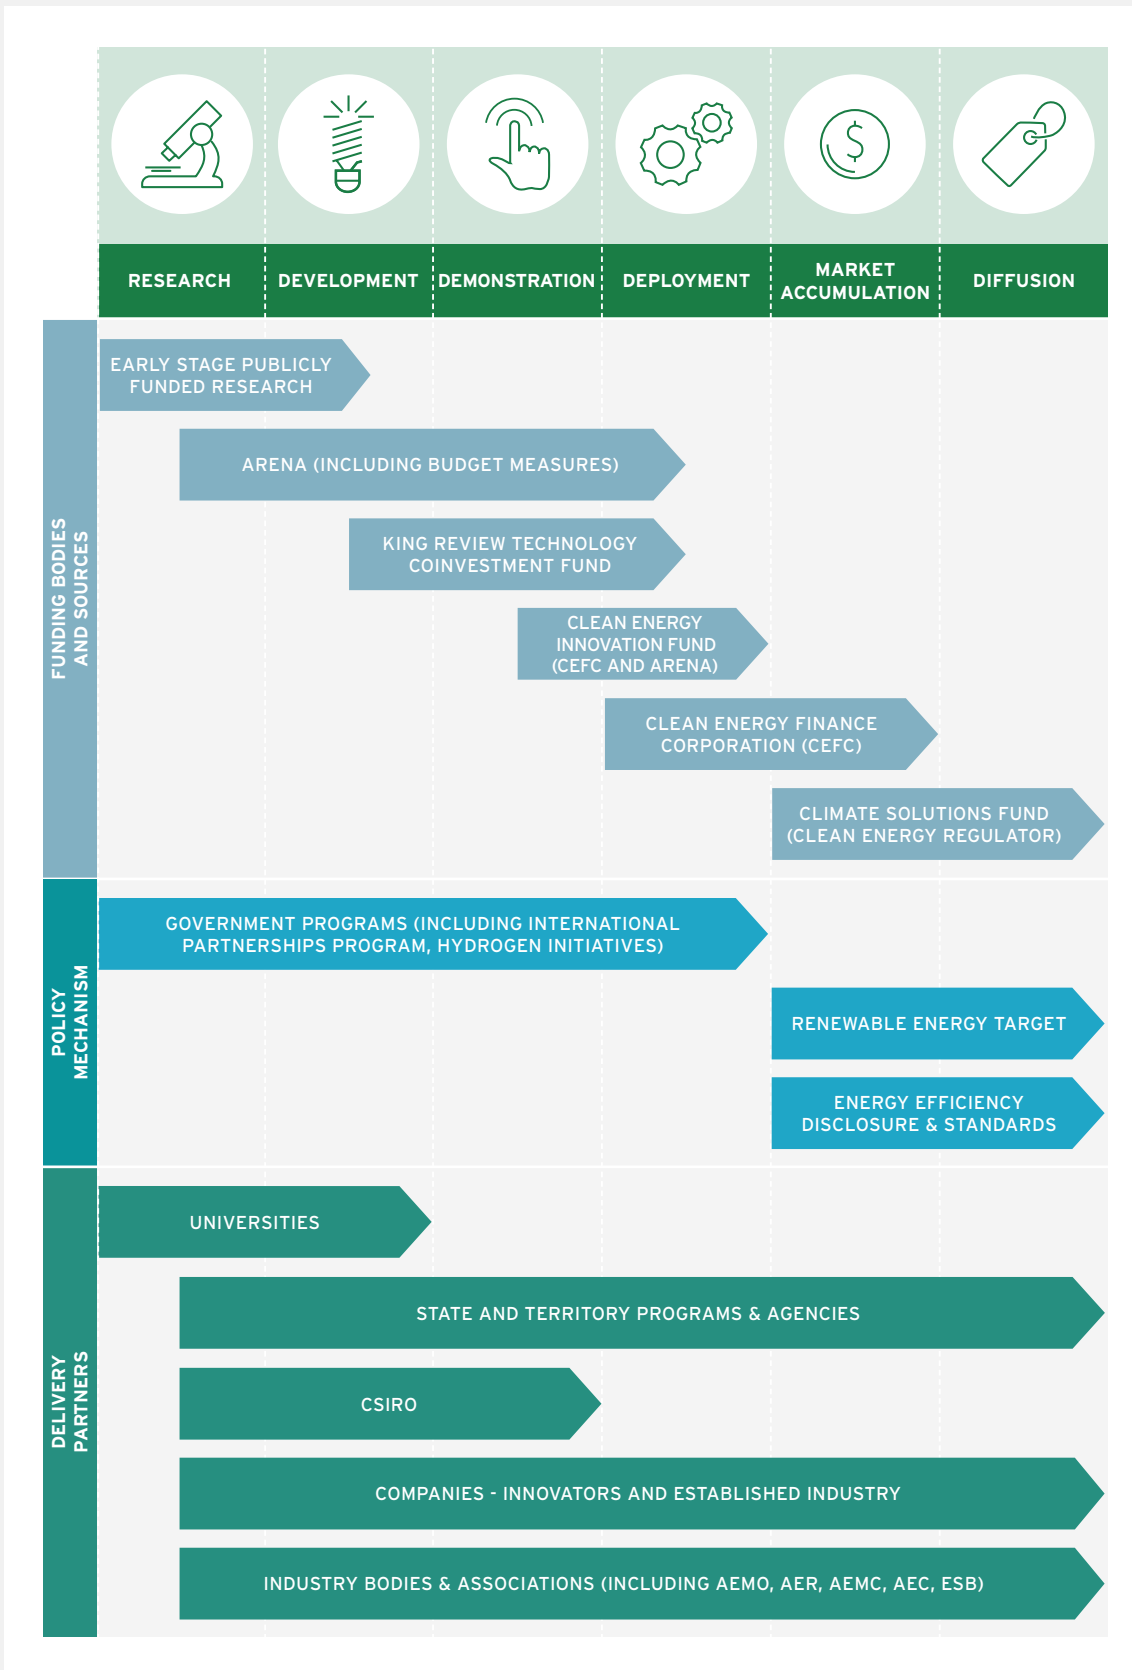 RESEARCH
DEVELOPMENT
DEMONSTRATION
DEPLOYMENT
MARKET
ACCUMULATION
DIFFUSION
FUNDING BODIES
AND SOURCES
EARLY STAGE PUBLICLY
FUNDED RESEARCH
ARENA (INCLUDING BUDGET MEASURES)
KING REVIEW TECHNOLOGY
COINVESTMENT FUND
CLEAN ENERGY
INNOVATION FUND
(CEFC AND ARENA)
CLEAN ENERGY FINANCE
CORPORATION (CEFC)
CLIMATE SOLUTIONS FUND
(CLEAN ENERGY REGULATOR)
POLICY
MECHANISM
GOVERNMENT PROGRAMS (INCLUDING INTERNATIONAL
PARTNERSHIPS PROGRAM, HYDROGEN INITIATIVES)
RENEWABLE ENERGY TARGET
ENERGY EFFICIENCY
DISCLOSURE & STANDARDS
DELIVERY
PARTNERS
UNIVERSITIES
STATE AND TERRITORY PROGRAMS & AGENCIES
CSIRO
COMPANIES - INNOVATORS AND ESTABLISHED INDUSTRY
INDUSTRY BODIES & ASSOCIATIONS (INCLUDING AEMO, AER, AEMC, AEC, ESB)